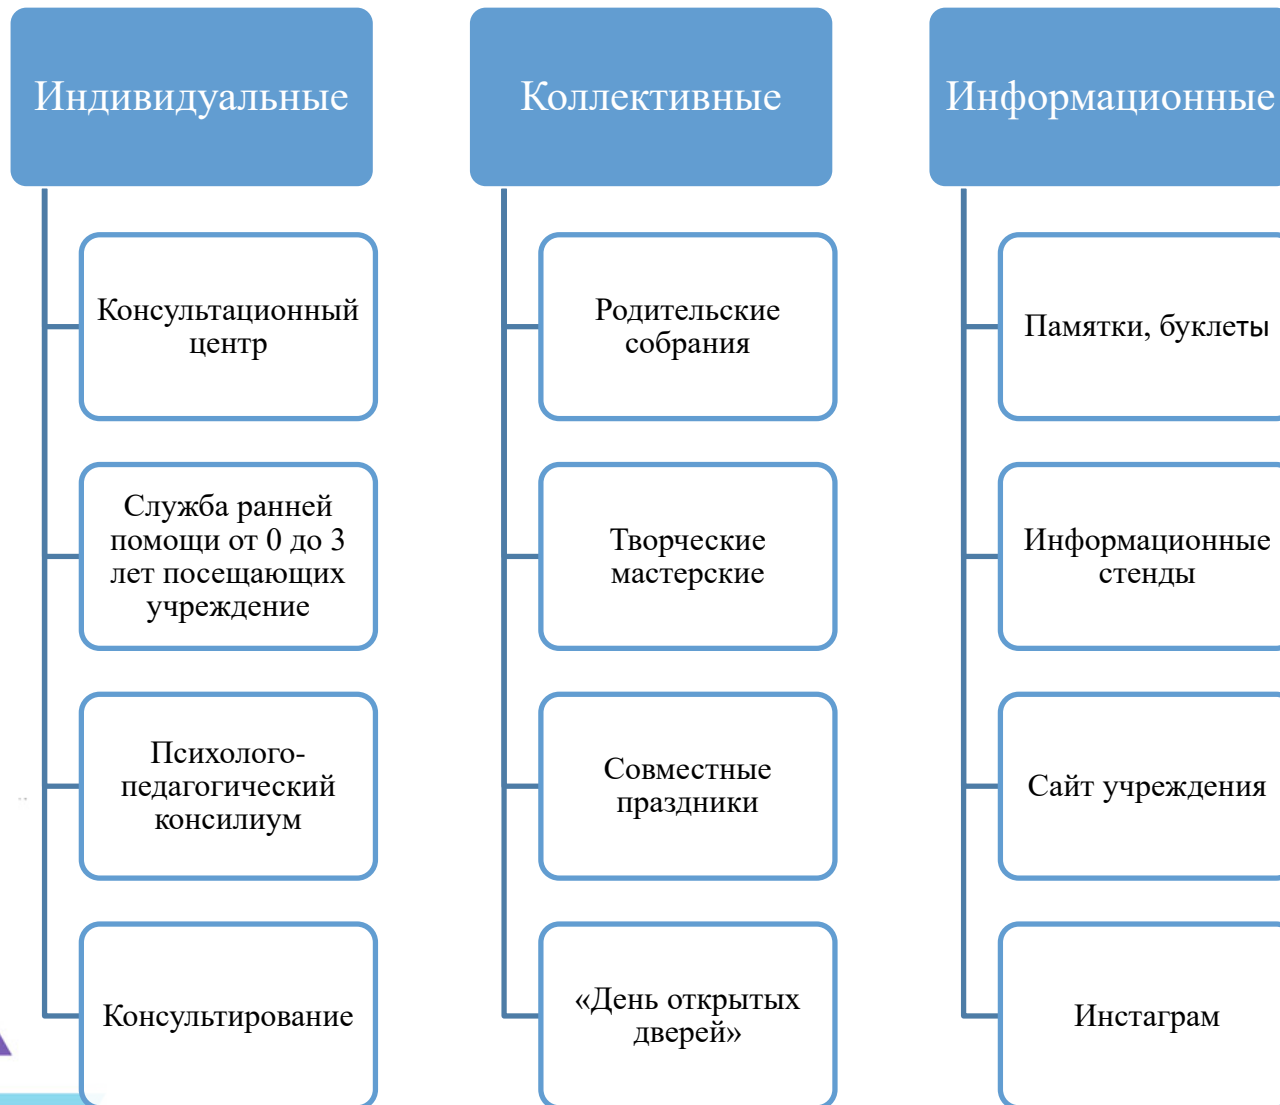 Индивидуальные
Консультационный
центр
Служба ранней
помощи от 0 до 3
лет посещающих
учреждение
Психолого-
педагогический
консилиум
Консультирование
Коллективные
Родительские
собрания
Творческие
мастерские
Совместные
праздники
«День открытых
дверей»
Информационные
Памятки, буклеты
Информационные
стенды
Сайт учреждения
Инстаграм